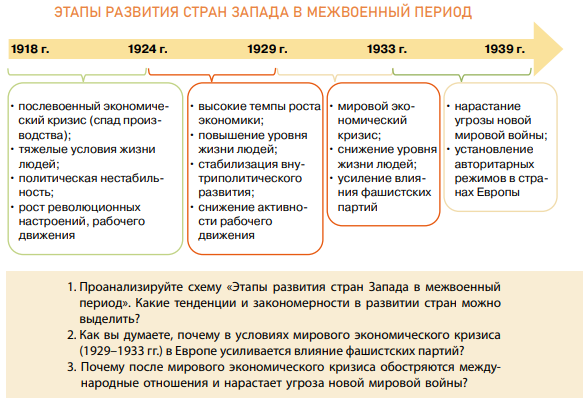 ЭТАПЫ РАЗВИТИЯ СТРАН ЗАПАДА В МЕЖВОЕННЫЙ ПЕРИОД
1918 г. 1924 г. 1929 г. 1933 г. 1939 г.
• послевоенный экономиче-
ский кризис (спад произ-
водства);
• тяжелые условия жизни
людей;
• политическая нестабиль-
ность;
• рост революционных
настроений, рабочего
движения
• высокие темпы роста
экономики;
• повышение уровня
жизни людей;
• стабилизация вну-
триполитического
развития;
• снижение активно-
сти рабочего
движения
• мировой эко-
номический
кризис;
• снижение уровня
жизни людей;
• усиление влия-
ния фашистских
партий
• нарастание
угрозы новой
мировой войны;
• установление
авторитарных
режимов в стра-
нах Европы
1. Проанализируйте схему «Этапы развития стран Запада в межвоенный
период». Какие тенденции и закономерности в развитии стран можно
выделить?
2. Как вы думаете, почему в условиях мирового экономического кризиса
(1929–1933 гг.) в Европе усиливается влияние фашистских партий?
3. Почему после мирового экономического кризиса обостряются между-
народные отношения и нарастает угроза новой мировой войны?